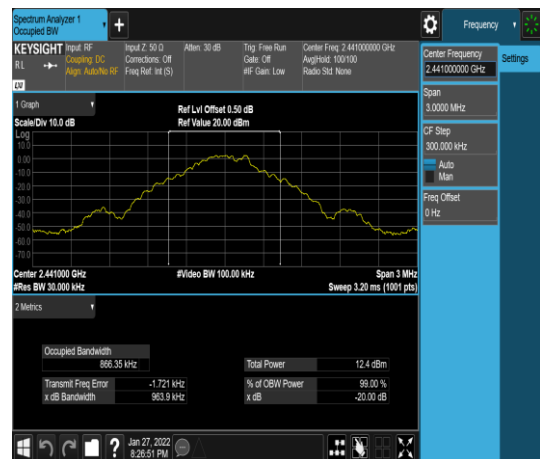 Spectrum Analyzer 1
Occupied BW
+
Frequency
KEYSIGHT
RL
LXI
Input: RF
Coupling: DC
Align: Auto/No RF
Input Z: 50 Ω
Corrections: Off
Freq Ref: Int (S)
Atten: 30 dB
Trig: Free Run
Gate: Off
#IF Gain: Low
Center Freq: 2.441000000 GHz
Avg|Hold: 100/100
Radio Std: None
Center Frequency
2.441000000 GHz
Settings
Span
3.0000 MHz
CF Step
300.000 kHz
Auto
Man
Freq Offset
0 Hz
1 Graph
Scale/Div 10.0 dB
Ref Lvl Offset 0.50 dB
Ref Value 20.00 dBm
Log
10.0
0.00
-10.0
-20.0
-30.0
-40.0
-50.0
-60.0
-70.0
Center 2.441000 GHz
#Video BW 100.00 kHz
Span 3 MHz
#Res BW 30.000 kHz
Sweep 3.20 ms (1001 pts)
2 Metrics
Occupied Bandwidth
866.35 kHz
Total Power 12.4 dBm
Transmit Freq Error -1.721 kHz
% of OBW Power 99.00 %
x dB Bandwidth 963.9 kHz
x dB -20.00 dB
?
Jan 27, 2022
8:26:51 PM